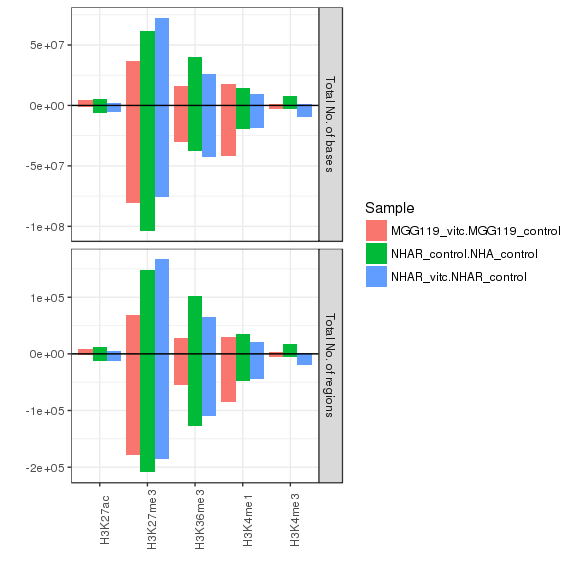 5e+07
0e+00
-5e+07
-1e+08
Total No. of bases
1e+05
0e+00
-1e+05
-2e+05
Total No. of regions
H3K27ac
H3K27me3
H3K36me3
H3K4me1
H3K4me3
Sample
MGG119_vitc.MGG119_control
NHAR_control.NHA_control
NHAR_vitc.NHAR_control